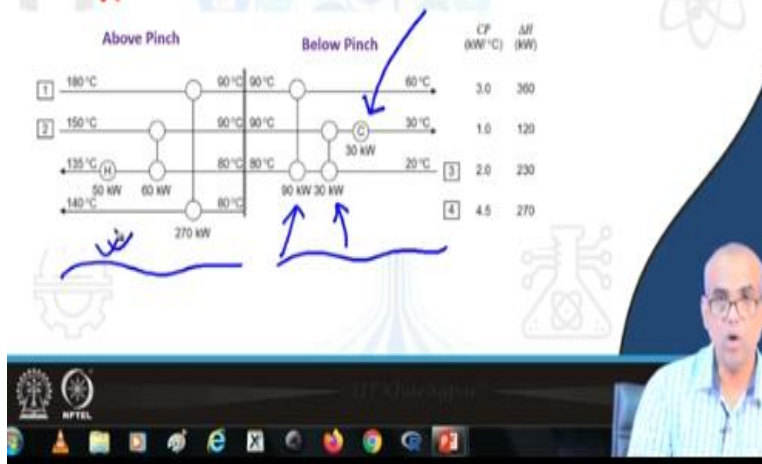 Above Pinch
Below Pinch
CP ΔH
(kW/°C) (kW)
1 180 °C 90 °C 90 °C 60 °C 3.0 360
2 150 °C 90 °C 90 °C C 30 °C 1.0 120
30 kW
135 °C H 80 °C 80 °C 20 °C 3 2.0 230
50 kW 60 kW 90 kW 30 kW
140 °C 80 °C 4 4.5 270
270 kW
IIT Kharagpur
NPTEL